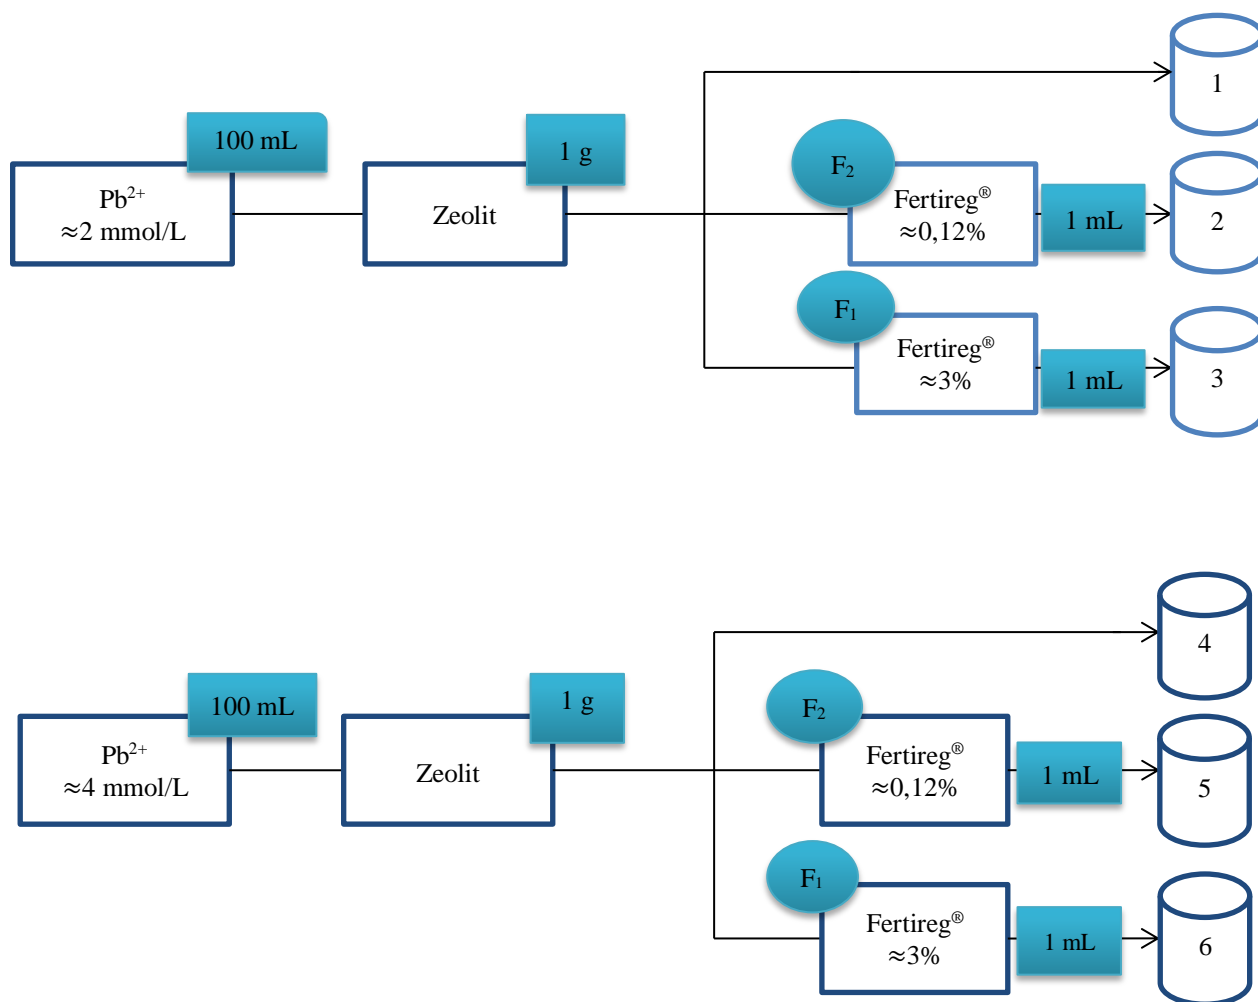 1
100 mL
1 g
F₂
Pb²⁺
≈2 mmol/L
Zeolit
Fertireg®
≈0,12%
1 mL
2
F₁
Fertireg®
≈3%
1 mL
3
4
100 mL
1 g
F₂
Pb²⁺
≈4 mmol/L
Zeolit
Fertireg®
≈0,12%
1 mL
5
F₁
Fertireg®
≈3%
1 mL
6